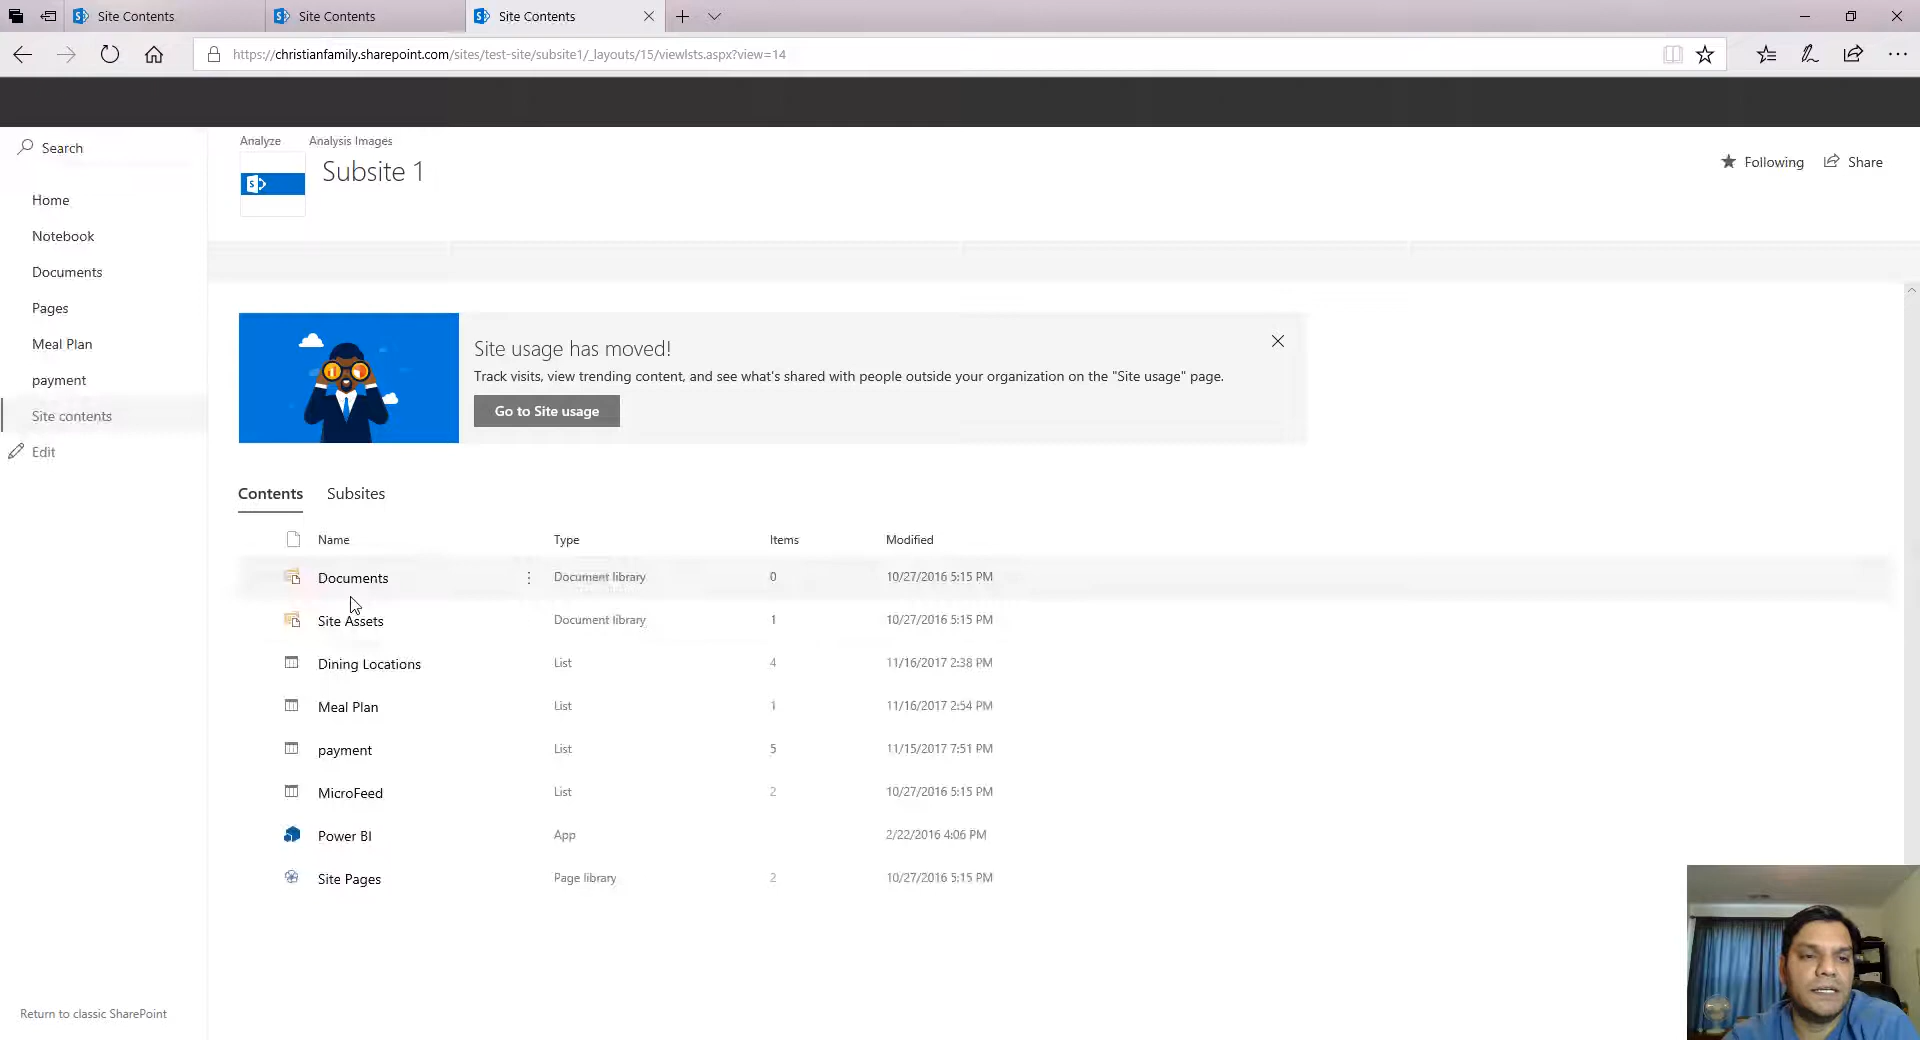 Site Contents
Site Contents
Site Contents
https://christianfamily.sharepoint.com/sites/test-site/subsite1/_layouts/15/viewlsts.aspx?view=14
Search
Analyze Analysis Images
Subsite 1
Following Share
Home
Notebook
Documents
Pages
Meal Plan
payment
Site contents
Edit
Site usage has moved!
Track visits, view trending content, and see what's shared with people outside your organization on the "Site usage" page.
Go to Site usage
Contents Subsites
Name Type Items Modified
Documents Document library 0 10/27/2016 5:15 PM
Site Assets Document library 1 10/27/2016 5:15 PM
Dining Locations List 4 11/16/2017 2:38 PM
Meal Plan List 1 11/16/2017 2:54 PM
payment List 5 11/15/2017 7:51 PM
MicroFeed List 2 10/27/2016 5:15 PM
Power BI App 2/22/2016 4:06 PM
Site Pages Page library 2 10/27/2016 5:15 PM
Return to classic SharePoint